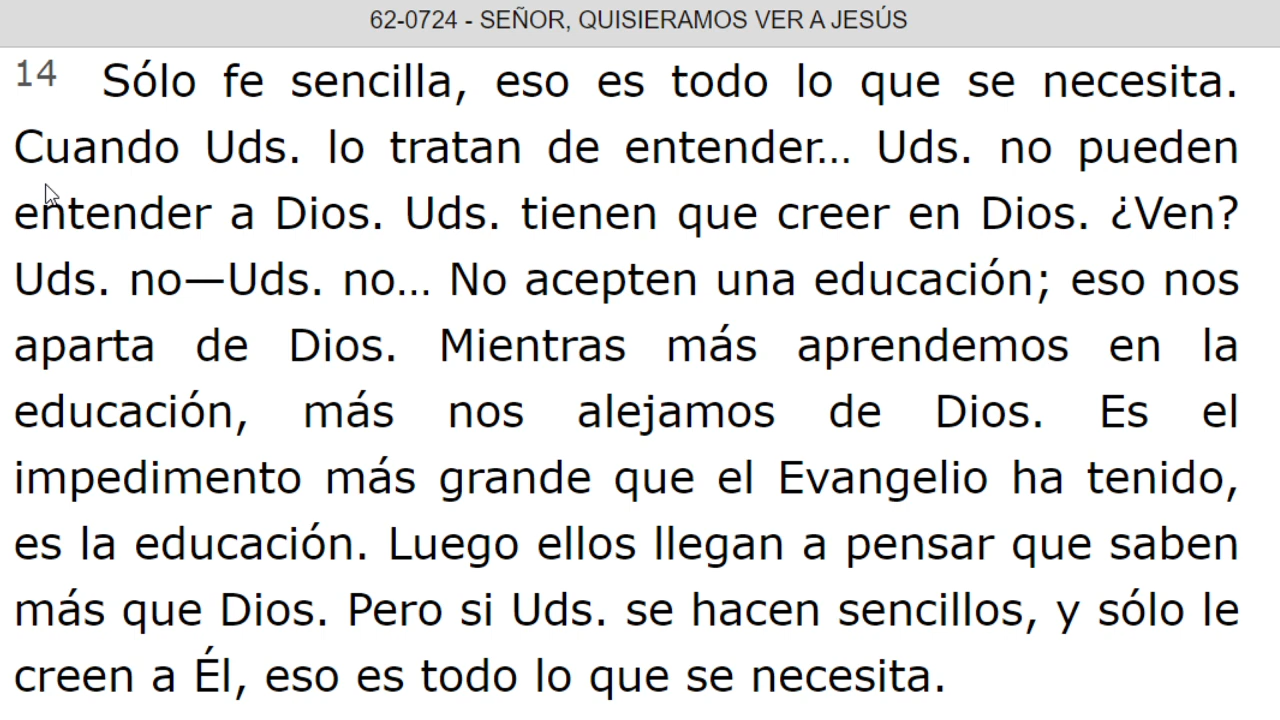 62-0724 - SEÑOR, QUISIERAMOS VER A JESÚS
14 Sólo fe sencilla, eso es todo lo que se necesita.
Cuando Uds. lo tratan de entender... Uds. no pueden
entender a Dios. Uds. tienen que creer en Dios. ¿Ven?
Uds. no—Uds. no... No acepten una educación; eso nos
aparta de Dios. Mientras más aprendemos en la
educación, más nos alejamos de Dios. Es el
impedimento más grande que el Evangelio ha tenido,
es la educación. Luego ellos llegan a pensar que saben
más que Dios. Pero si Uds. se hacen sencillos, y sólo le
creen a Él, eso es todo lo que se necesita.